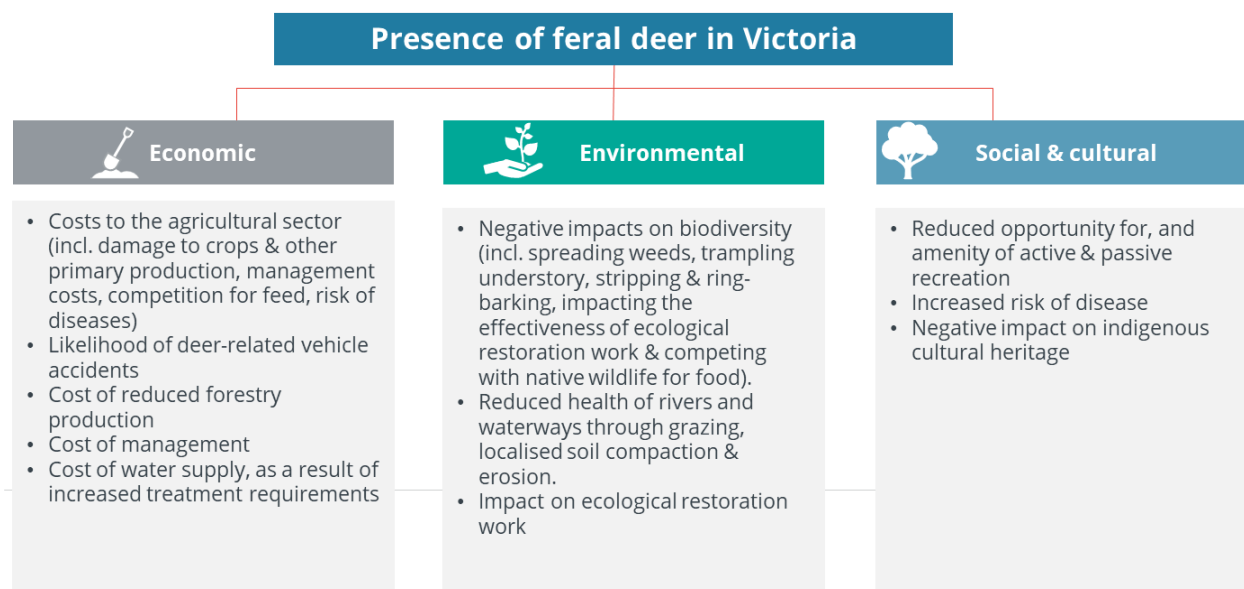 Presence of feral deer in Victoria
Economic
• Costs to the agricultural sector
(incl. damage to crops & other
primary production, management
costs, competition for feed, risk of
diseases)
• Likelihood of deer-related vehicle
accidents
• Cost of reduced forestry
production
• Cost of management
• Cost of water supply, as a result of
increased treatment requirements
Environmental
• Negative impacts on biodiversity
(incl. spreading weeds, trampling
understory, stripping & ring-
barking, impacting the
effectiveness of ecological
restoration work & competing
with native wildlife for food).
• Reduced health of rivers and
waterways through grazing,
localised soil compaction &
erosion.
• Impact on ecological restoration
work
Social & cultural
• Reduced opportunity for, and
amenity of active & passive
recreation
• Increased risk of disease
• Negative impact on indigenous
cultural heritage